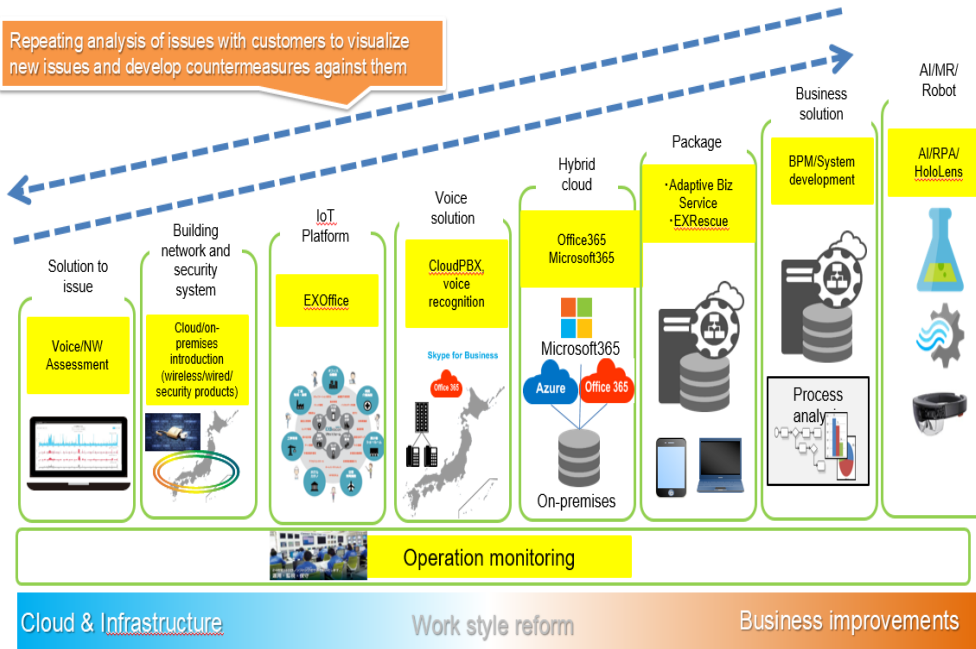 Repeating analysis of issues with customers to visualize
new issues and develop countermeasures against them
Solution to
issue
Voice/NW
Assessment
Building
network and
security
system
Cloud/on-
premises
introduction
(wireless/wired/
security products)
IoT
Platform
EXOffice
Voice
solution
CloudPBX,
voice
recognition
Skype for Business
Office 365
Hybrid
cloud
Office365
Microsoft365
Microsoft365
Azure
Office 365
On-premises
Package
・Adaptive Biz
Service
・EXRescue
Business
solution
BPM/System
development
Process
analy
AI/MR/
Robot
AI/RPA/
HoloLens
Operation monitoring
Cloud & Infrastructure
Work style reform
Business improvements